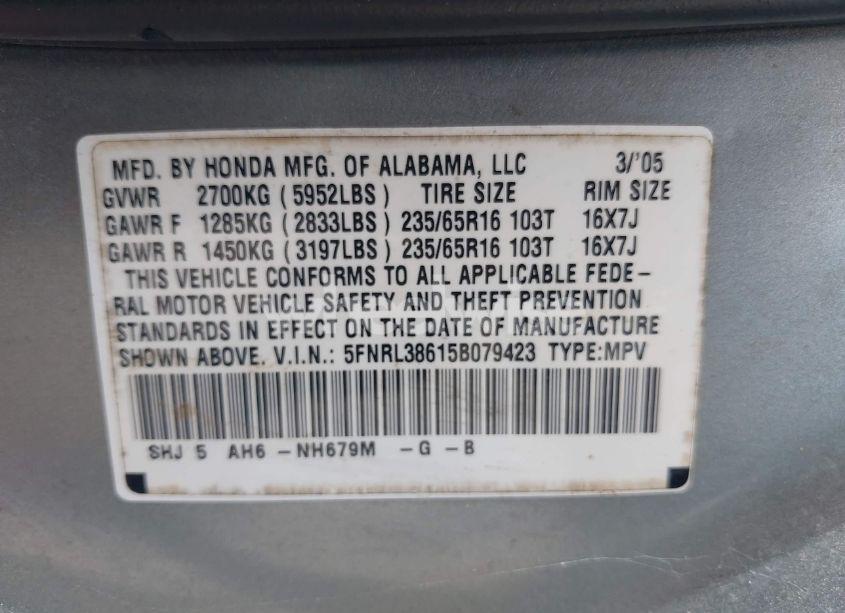 MFD. BY HONDA MFG. OF ALABAMA, LLC 3/'05
GVWR 2700KG (5952LBS) TIRE SIZE RIM SIZE
GAWR F 1285KG (2833LBS) 235/65R16 103T 16X7J
GAWR R 1450KG (3197LBS) 235/65R16 103T 16X7J
THIS VEHICLE CONFORMS TO ALL APPLICABLE FEDE-
RAL MOTOR VEHICLE SAFETY AND THEFT PREVENTION
STANDARDS IN EFFECT ON THE DATE OF MANUFACTURE
SHOWN ABOVE. V.I.N.: 5FNRL38615B079423 TYPE:MPV
SHJ 5 AH6 -NH679M -G -B